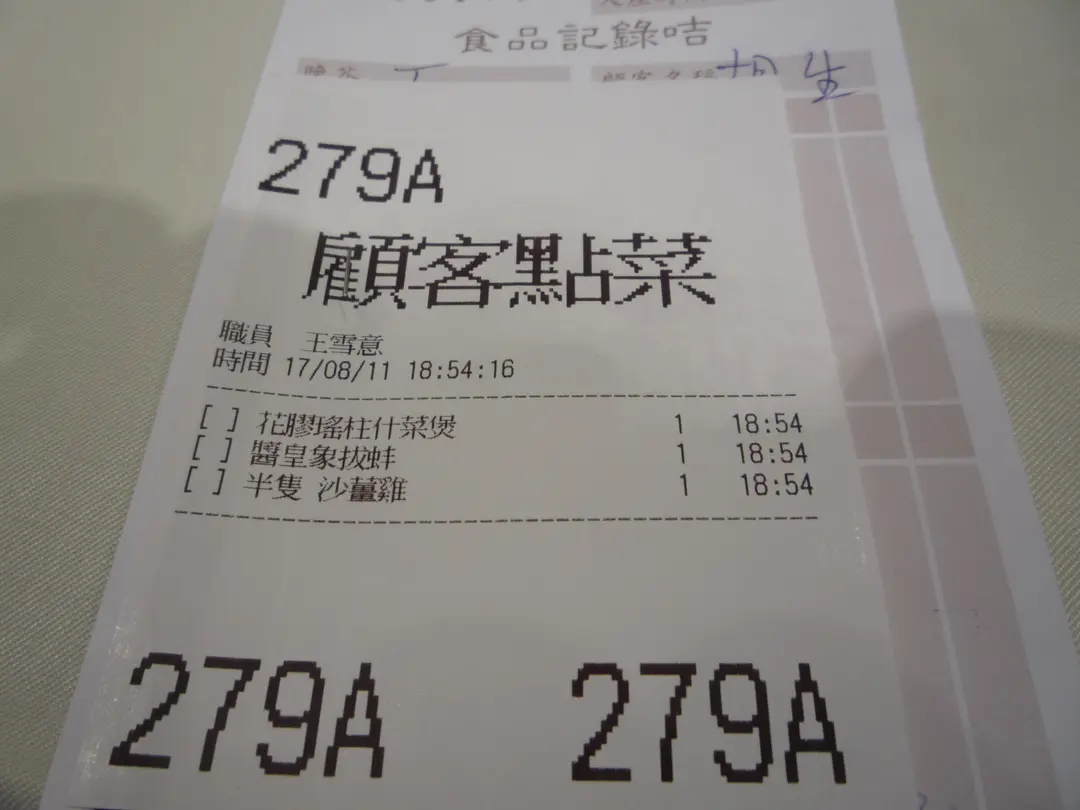 食品記錄咭
生
279A
顧客點菜
職員 王雪意
時間 17/08/11 18:54:16
[ ] 花膠瑤柱什菜煲 1 18:54
[ ] 醬皇象拔蚌 1 18:54
[ ] 半隻 沙薑雞 1 18:54
279A 279A